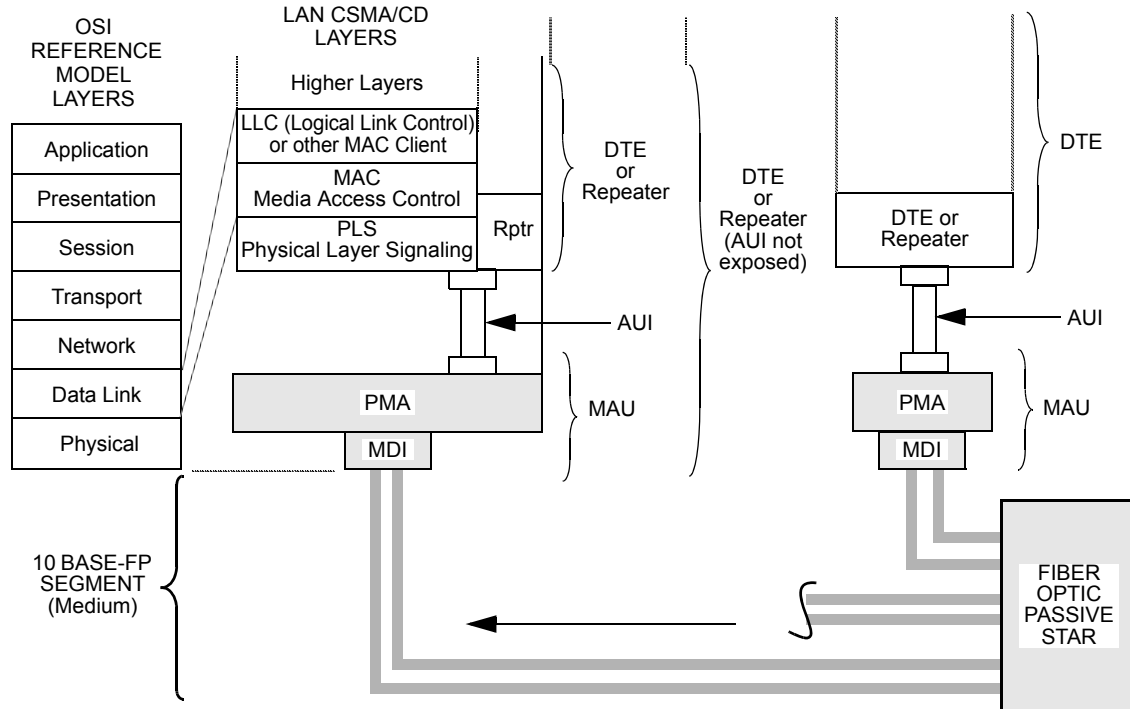 OSI
REFERENCE
MODEL
LAYERS
Application
Presentation
Session
Transport
Network
Data Link
Physical
LAN CSMA/CD
LAYERS
Higher Layers
LLC (Logical Link Control)
or other MAC Client
MAC
Media Access Control
PLS
Physical Layer Signaling
Rptr
DTE
or
Repeater
AUI
PMA
MAU
MDI
DTE
or
Repeater
(AUI not
exposed)
DTE
DTE or
Repeater
AUI
PMA
MAU
MDI
10 BASE-FP
SEGMENT
(Medium)
FIBER
OPTIC
PASSIVE
STAR